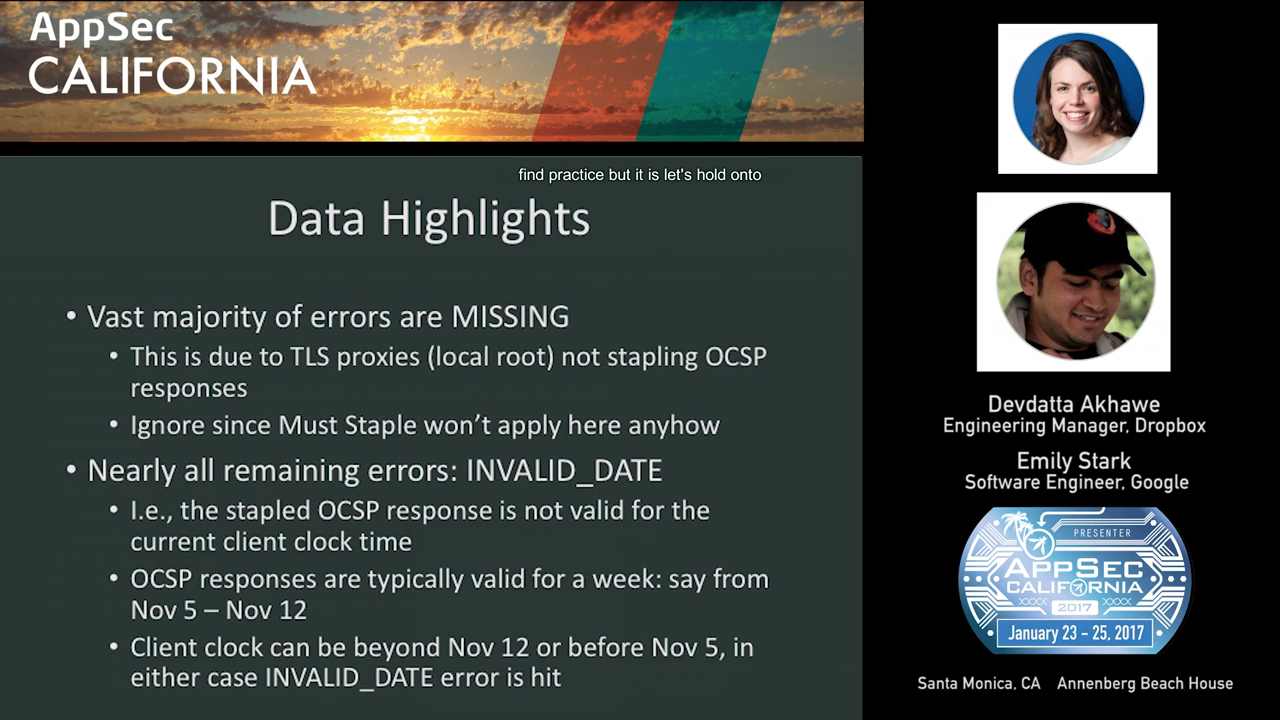 AppSec
CALIFORNIA
find practice but it is let's hold onto
Data Highlights
• Vast majority of errors are MISSING
• This is due to TLS proxies (local root) not stapling OCSP
responses
• Ignore since Must Staple won't apply here anyhow
• Nearly all remaining errors: INVALID_DATE
• I.e., the stapled OCSP response is not valid for the
current client clock time
• OCSP responses are typically valid for a week: say from
Nov 5 – Nov 12
• Client clock can be beyond Nov 12 or before Nov 5, in
either case INVALID_DATE error is hit
Devdatta Akhawe
Engineering Manager, Dropbox
Emily Stark
Software Engineer, Google
PRESENTER
APPSEC
CALIFORNIA
2017
January 23 - 25, 2017
Santa Monica, CA Annenberg Beach House